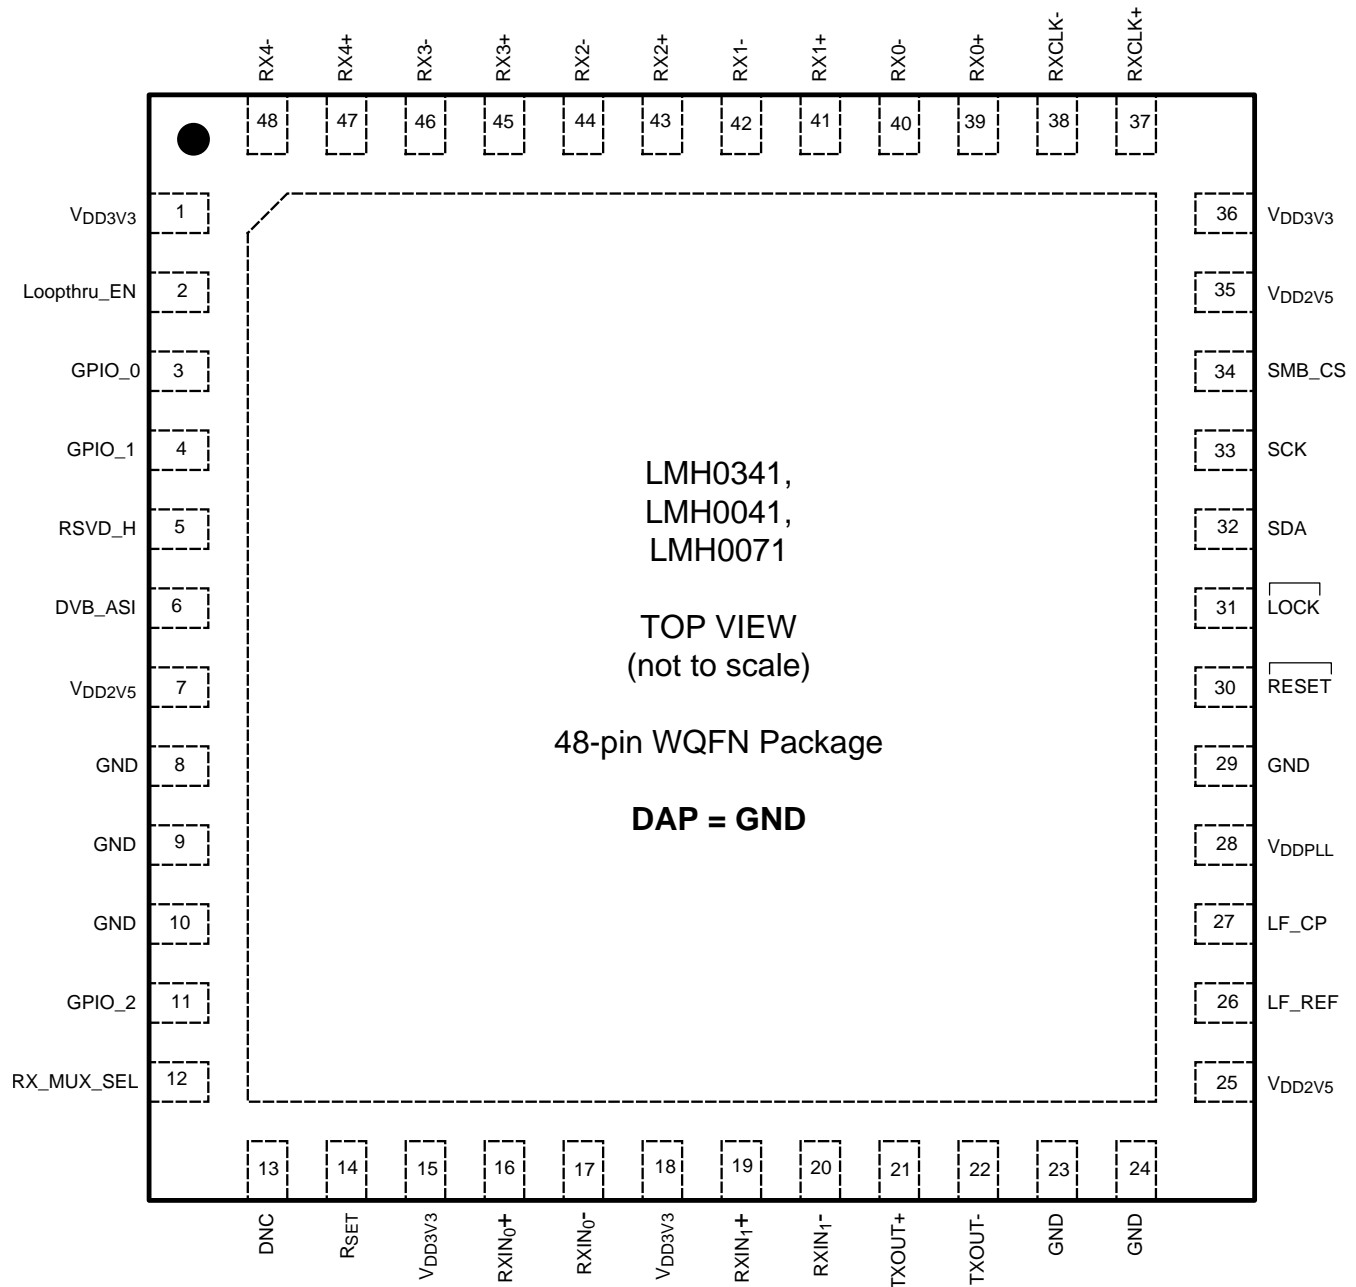 RX4- RX4+ RX3- RX3+ RX2- RX2+ RX1- RX1+ RX0- RX0+ RXCLK- RXCLK+
48 47 46 45 44 43 42 41 40 39 38 37
VDD3V3 1 36 VDD3V3
Loopthru_EN 2 35 VDD2V5
GPIO_0 3 34 SMB_CS
GPIO_1 4 33 SCK
LMH0341,
LMH0041,
RSVD_H 5 32 SDA
LMH0071
DVB_ASI 6 31 LOCK
TOP VIEW
(not to scale)
VDD2V5 7 30 RESET
48-pin WQFN Package
GND 8 29 GND
DAP = GND
GND 9 28 VDDPLL
GND 10 27 LF_CP
GPIO_2 11 26 LF_REF
RX_MUX_SEL 12 25 VDD2V5
13 14 15 16 17 18 19 20 21 22 23 24
DNC RSET VDD3V3 RXIN0+ RXIN0- VDD3V3 RXIN1+ RXIN1- TXOUT+ TXOUT- GND GND